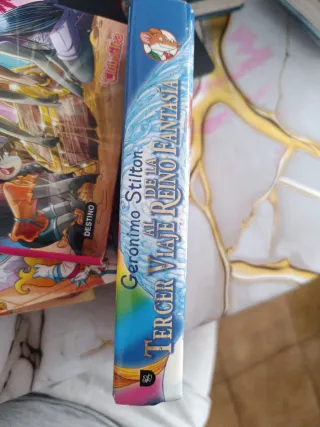 Geronimo Stilton
TERCER VIAJE
AL
REINO
DE LA
FANTASÍA
DESTINO